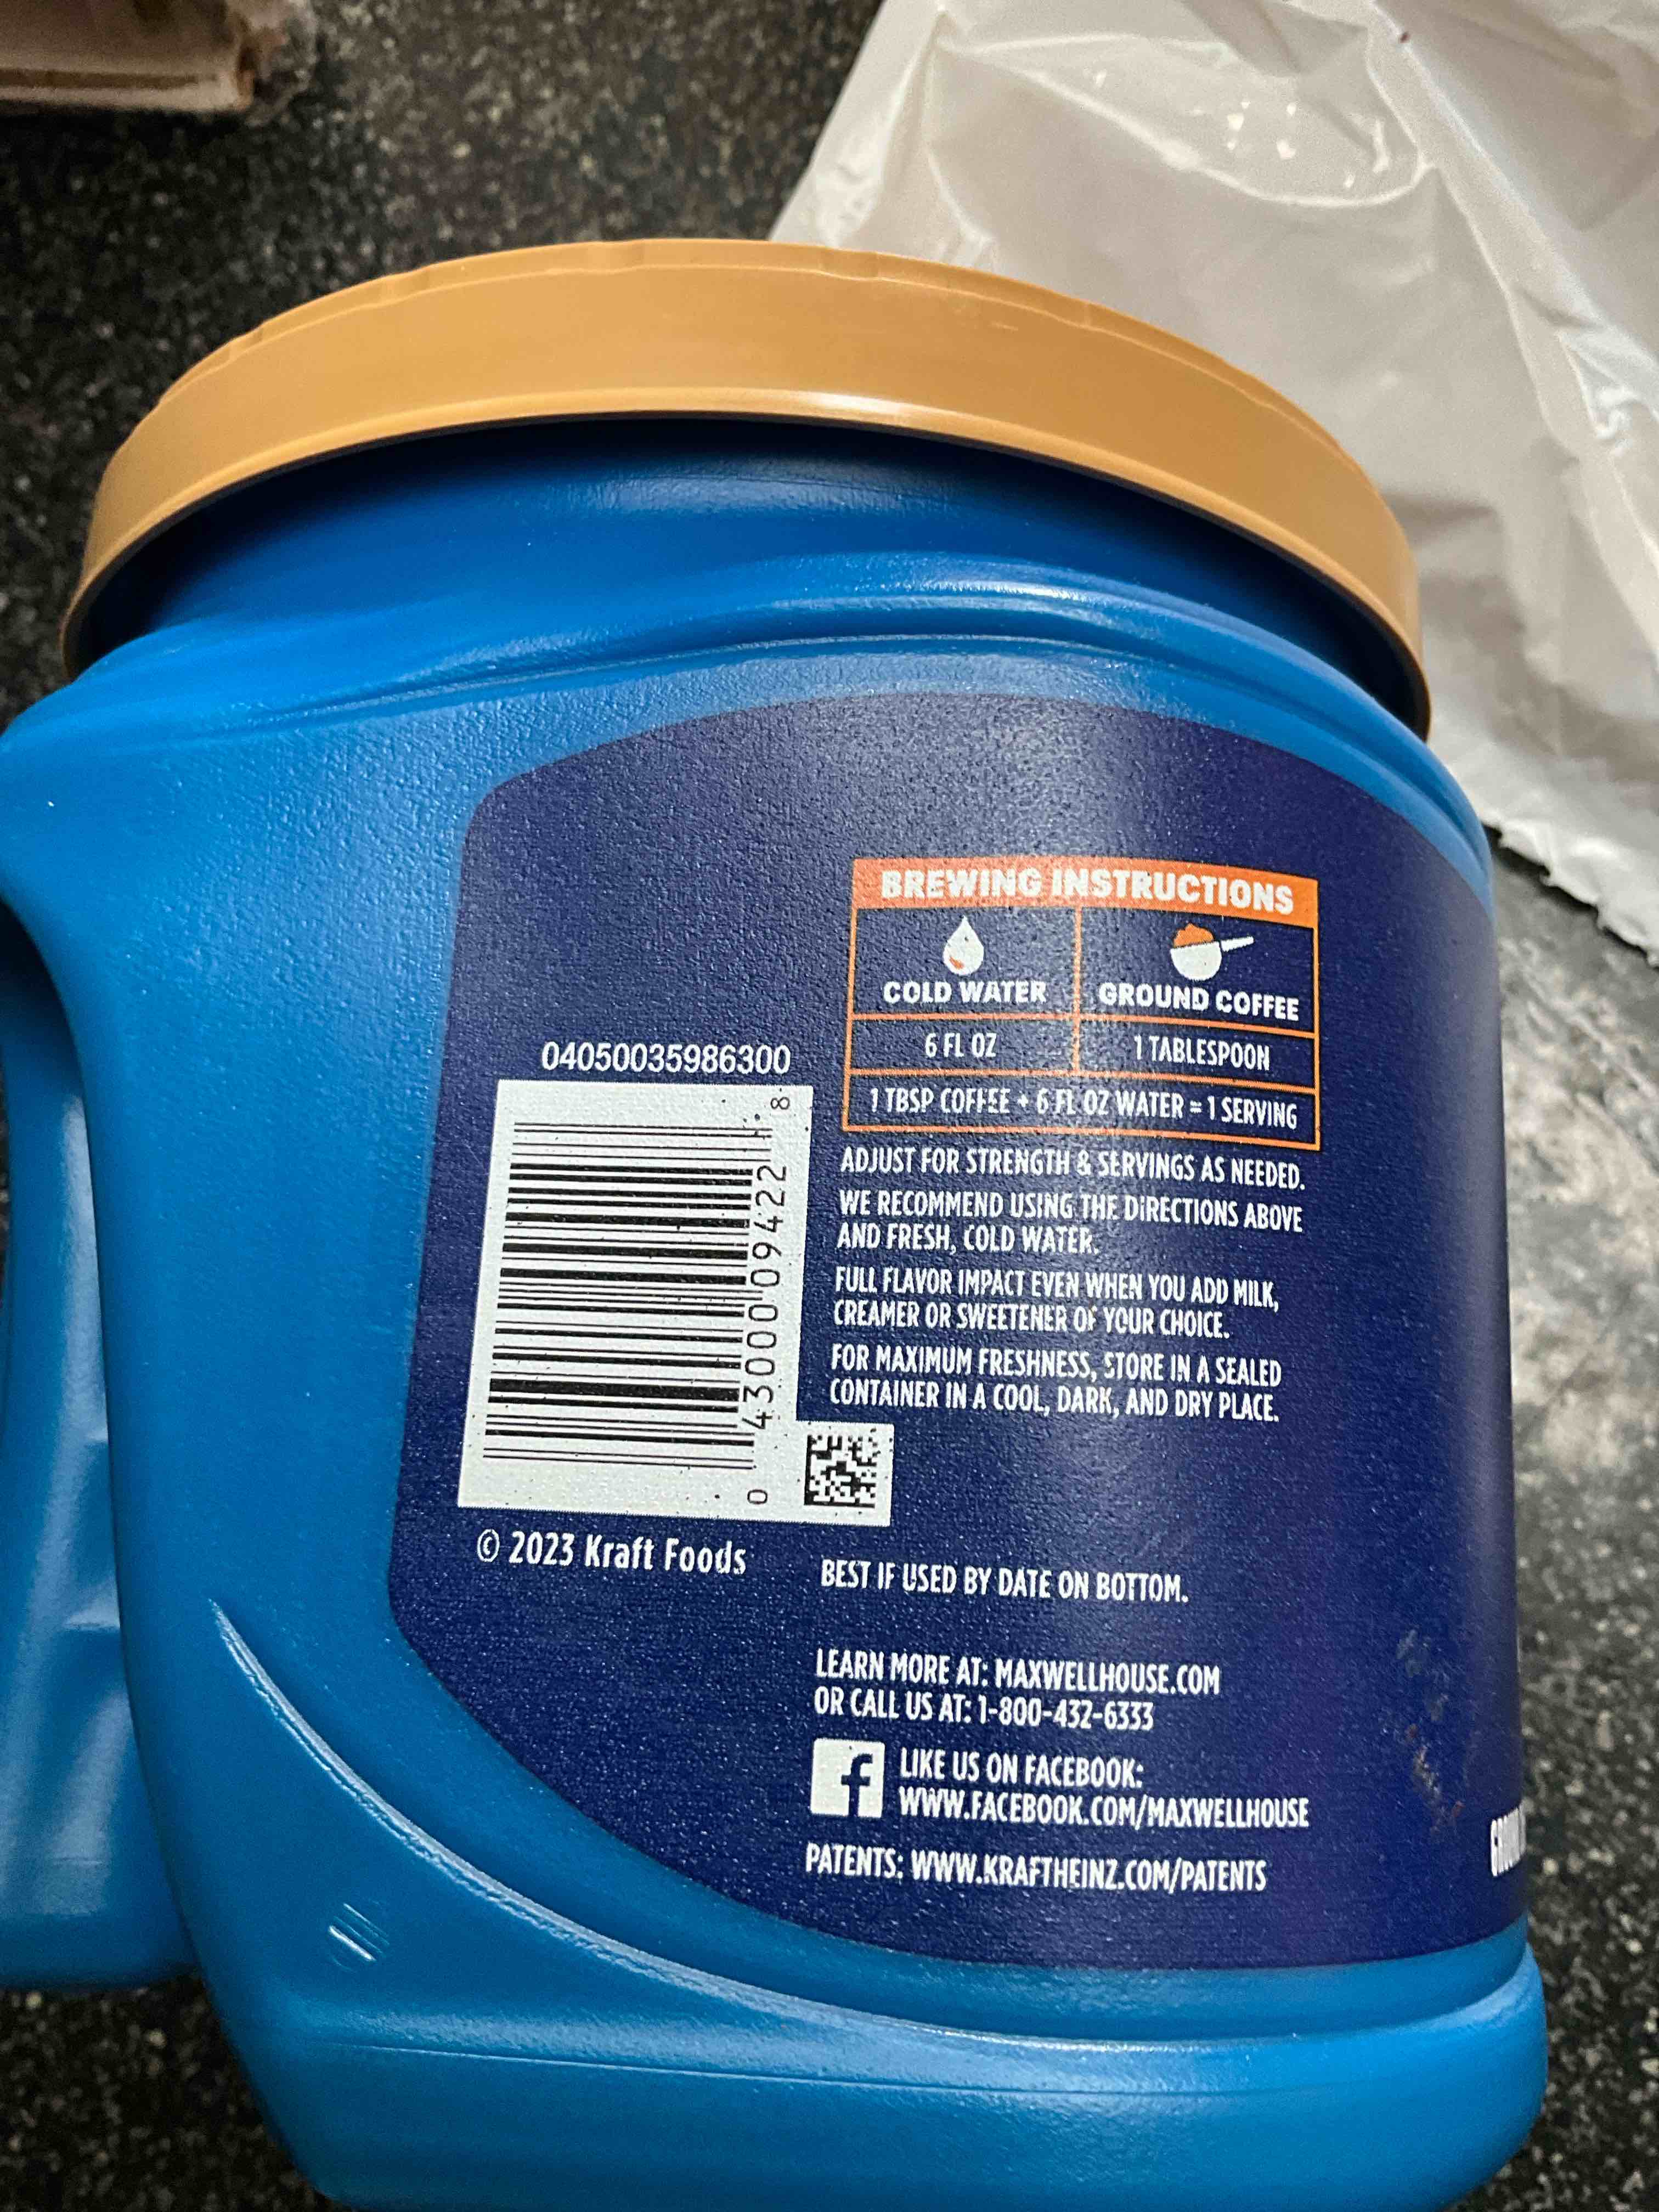 BREWING INSTRUCTIONS
COLD WATER GROUND COFFEE
6 FL OZ 1 TABLESPOON
1 TBSP COFFEE + 6 FL OZ WATER = 1 SERVING
ADJUST FOR STRENGTH & SERVINGS AS NEEDED.
WE RECOMMEND USING THE DIRECTIONS ABOVE
AND FRESH, COLD WATER.
FULL FLAVOR IMPACT EVEN WHEN YOU ADD MILK,
CREAMER OR SWEETENER OF YOUR CHOICE.
FOR MAXIMUM FRESHNESS, STORE IN A SEALED
CONTAINER IN A COOL, DARK, AND DRY PLACE.
04050035986300
0 43000 09422 8
© 2023 Kraft Foods
BEST IF USED BY DATE ON BOTTOM.
LEARN MORE AT: MAXWELLHOUSE.COM
OR CALL US AT: 1-800-432-6333
f LIKE US ON FACEBOOK:
WWW.FACEBOOK.COM/MAXWELLHOUSE
PATENTS: WWW.KRAFTHEINZ.COM/PATENTS